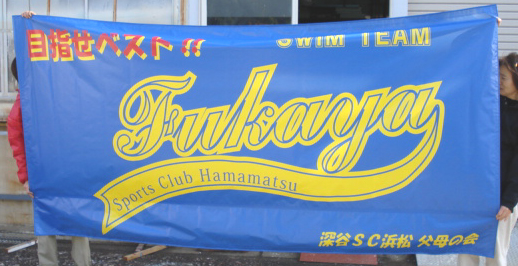 目指せベスト!!
SWIM TEAM
Fukaya
Sports Club Hamamatsu
深谷SC浜松 父母の会